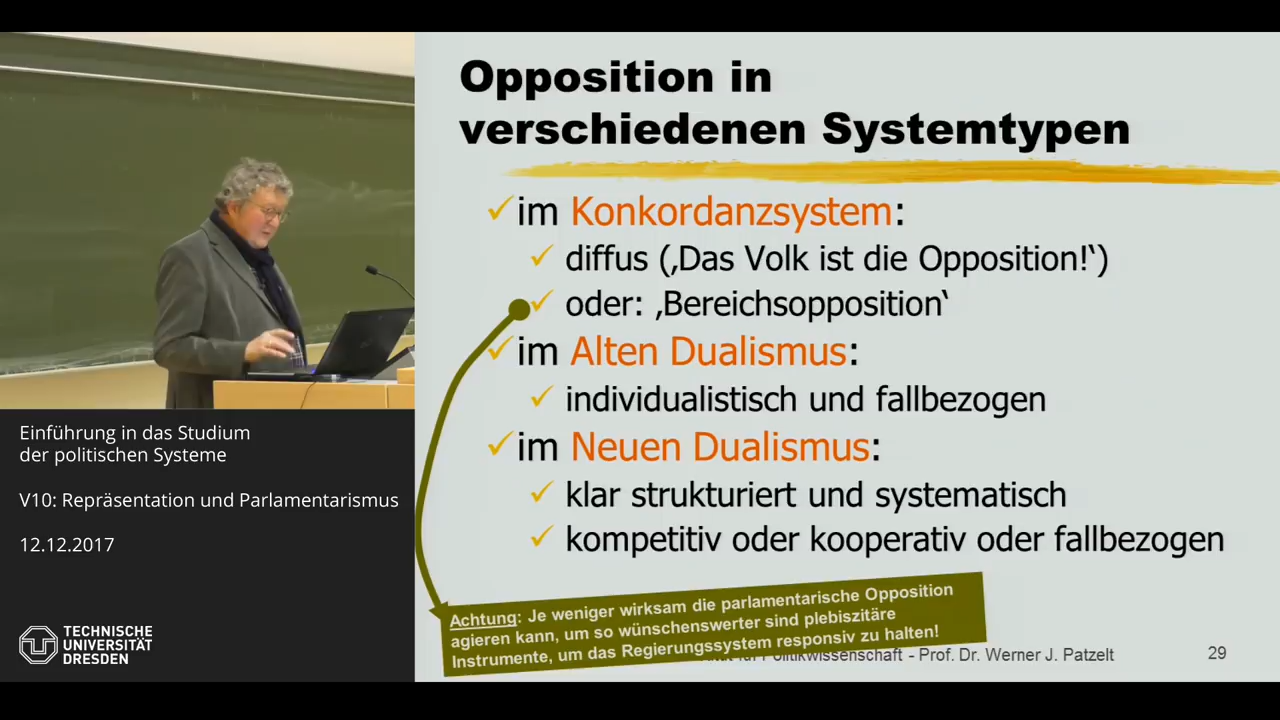 Opposition in
verschiedenen Systemtypen
im Konkordanzsystem:
diffus (‚Das Volk ist die Opposition!‘)
oder: ‚Bereichsopposition‘
im Alten Dualismus:
individualistisch und fallbezogen
im Neuen Dualismus:
klar strukturiert und systematisch
kompetitiv oder kooperativ oder fallbezogen
Achtung: Je weniger wirksam die parlamentarische Opposition
agieren kann, um so wünschenswerter sind plebiszitäre
Instrumente, um das Regierungssystem responsiv zu halten!
für Politikwissenschaft - Prof. Dr. Werner J. Patzelt
29
Einführung in das Studium
der politischen Systeme
V10: Repräsentation und Parlamentarismus
12.12.2017
TECHNISCHE
UNIVERSITÄT
DRESDEN